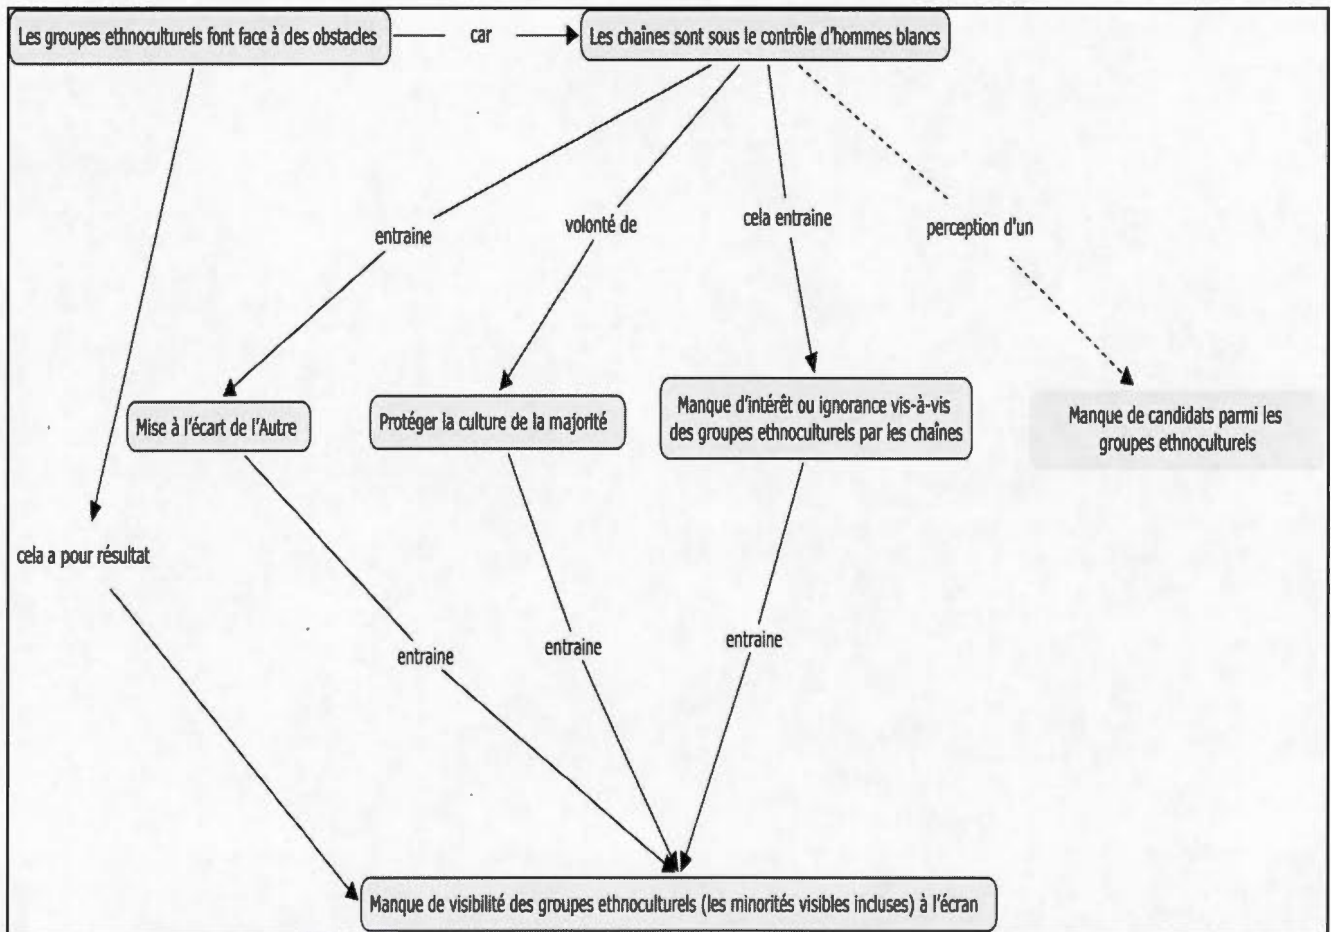 Les groupes ethnoculturels font face à des obstacles
car
Les chaînes sont sous le contrôle d'hommes blancs
entraine
volonté de
cela entraine
perception d'un
Mise à l'écart de l'Autre
Protéger la culture de la majorité
Manque d'intérêt ou ignorance vis-à-vis
des groupes ethnoculturels par les chaînes
Manque de candidats parmi les
groupes ethnoculturels
cela a pour résultat
entraine
entraine
entraine
Manque de visibilité des groupes ethnoculturels (les minorités visibles incluses) à l'écran